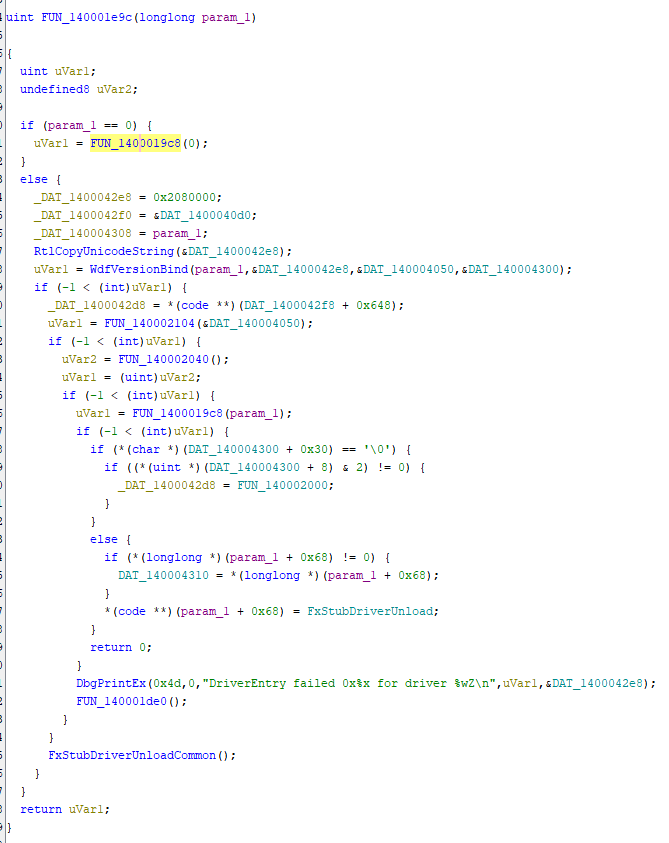 uint FUN_140001e9c(longlong param_1)
{
uint uVar1;
undefined8 uVar2;
if (param_1 == 0) {
uVar1 = FUN_1400019c8(0);
}
else {
_DAT_1400042e8 = 0x2080000;
_DAT_1400042f0 = &DAT_1400040d0;
_DAT_140004308 = param_1;
RtlCopyUnicodeString(&DAT_1400042e8);
uVar1 = WdfVersionBind(param_1,&DAT_1400042e8,&DAT_140004050,&DAT_140004300);
if (-1 < (int)uVar1) {
_DAT_1400042d8 = *(code **)(DAT_1400042f8 + 0x648);
uVar1 = FUN_140002104(&DAT_140004050);
if (-1 < (int)uVar1) {
uVar2 = FUN_140002040();
uVar1 = (uint)uVar2;
if (-1 < (int)uVar1) {
uVar1 = FUN_1400019c8(param_1);
if (-1 < (int)uVar1) {
if (*(char *)(DAT_140004300 + 0x30) == '\0') {
if ((*(uint *)(DAT_140004300 + 8) & 2) != 0) {
_DAT_1400042d8 = FUN_140002000;
}
}
else {
if (*(longlong *)(param_1 + 0x68) != 0) {
DAT_140004310 = *(longlong *)(param_1 + 0x68);
}
*(code **)(param_1 + 0x68) = FxStubDriverUnload;
}
return 0;
}
DbgPrintEx(0x4d,0,"DriverEntry failed 0x%x for driver %wZ\n",uVar1,&DAT_1400042e8);
FUN_140001de0();
}
}
FxStubDriverUnloadCommon();
}
}
return uVar1;
}